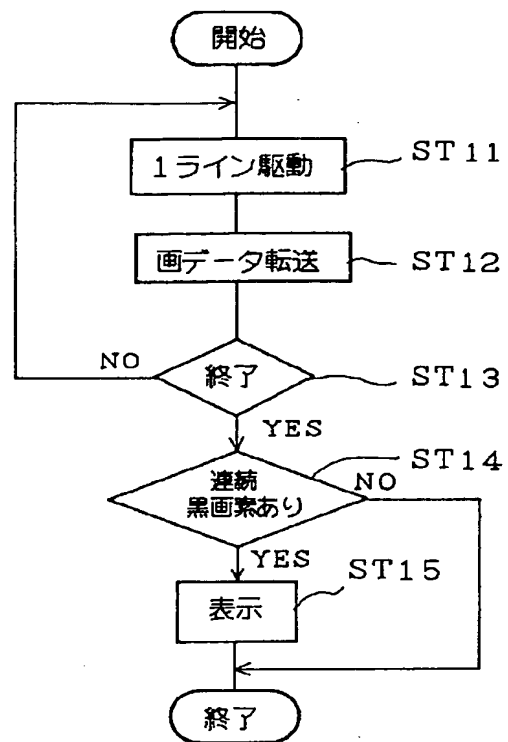 開始
1ライン駆動
ST11
画データ転送
ST12
終了
NO
ST13
YES
ST14
連続
黒画素あり
NO
YES
ST15
表示
終了